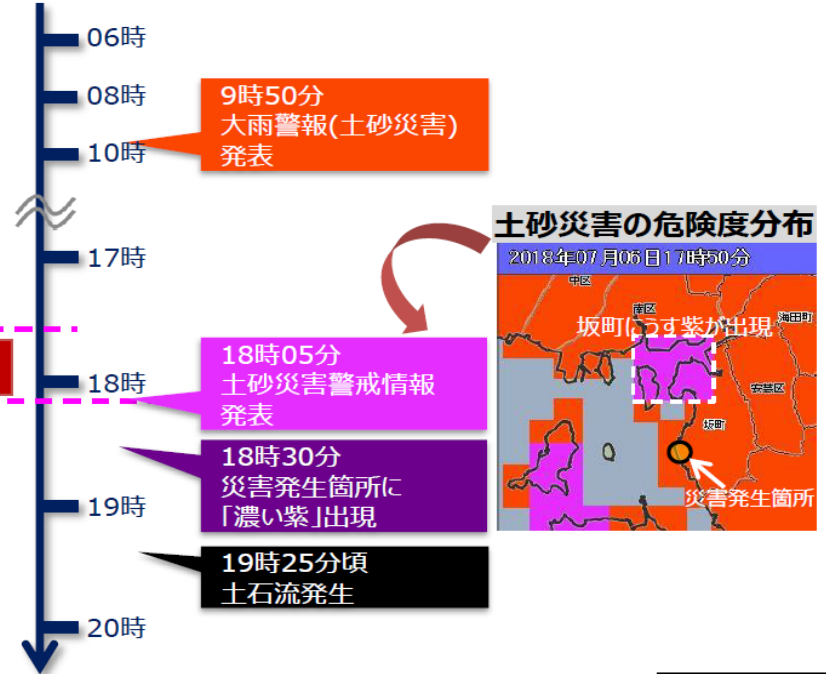 06時
08時
9時50分
大雨警報(土砂災害)
発表
10時
17時
土砂災害の危険度分布
2018年07月06日17時50分
中区
南区
海田町
坂町にうす紫が出現
安芸区
坂町
災害発生箇所
18時05分
土砂災害警戒情報
発表
18時
18時30分
災害発生箇所に
「濃い紫」出現
19時
19時25分頃
土石流発生
20時